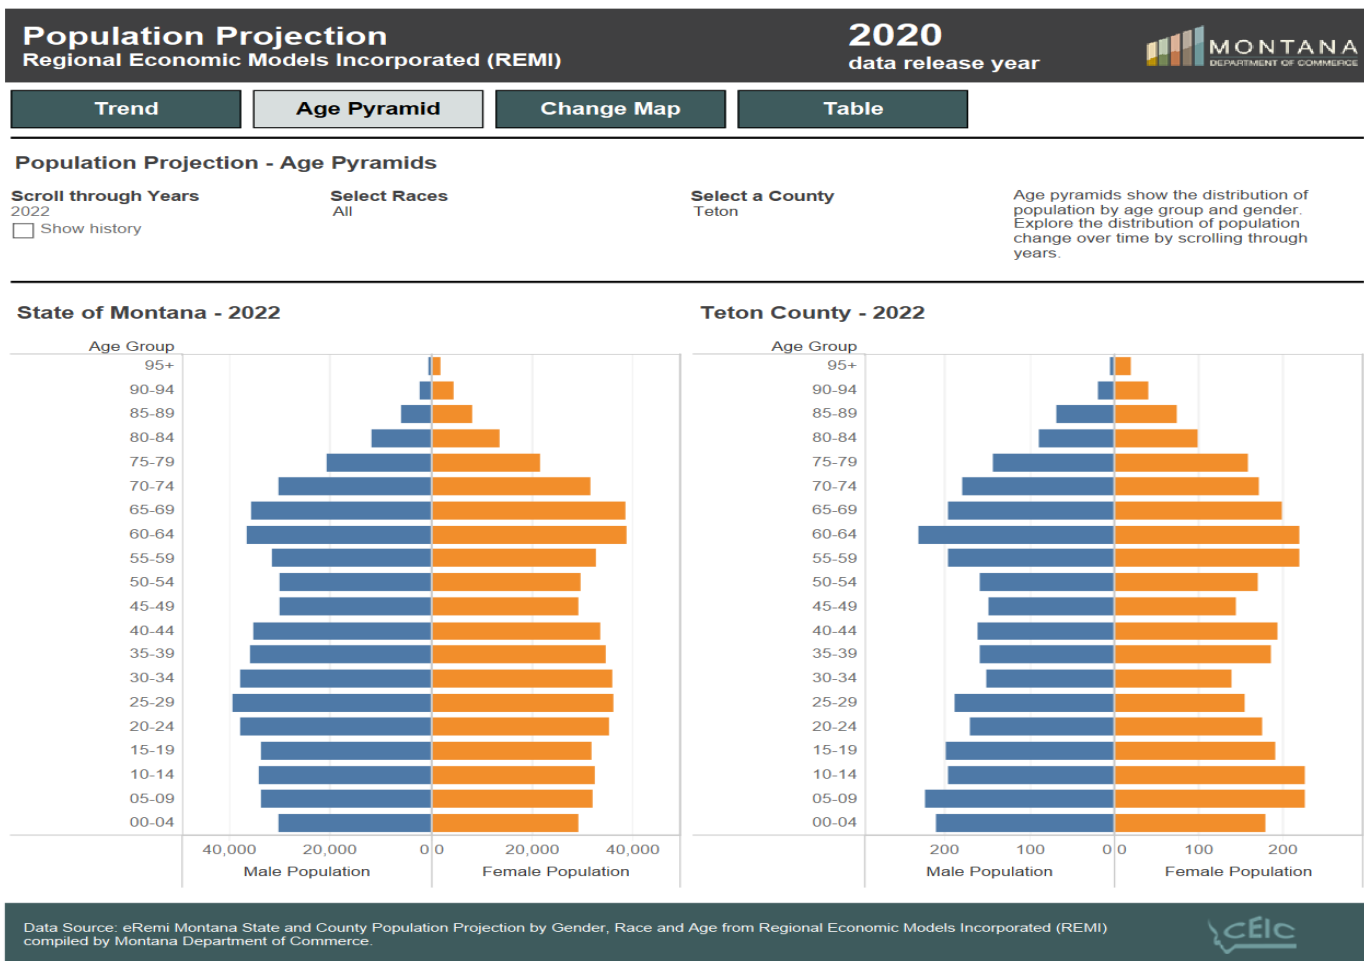 Population Projection
Regional Economic Models Incorporated (REMI)
2020
data release year
MONTANA
DEPARTMENT OF COMMERCE
Trend
Age Pyramid
Change Map
Table
Population Projection - Age Pyramids
Scroll through Years
2022
Show history
Select Races
All
Select a County
Teton
Age pyramids show the distribution of
population by age group and gender.
Explore the distribution of population
change over time by scrolling through
years.
State of Montana - 2022
Age Group
95+
90-94
85-89
80-84
75-79
70-74
65-69
60-64
55-59
50-54
45-49
40-44
35-39
30-34
25-29
20-24
15-19
10-14
05-09
00-04
40,000 20,000 0 0 20,000 40,000
Male Population Female Population
Teton County - 2022
Age Group
95+
90-94
85-89
80-84
75-79
70-74
65-69
60-64
55-59
50-54
45-49
40-44
35-39
30-34
25-29
20-24
15-19
10-14
05-09
00-04
200 100 0 0 100 200
Male Population Female Population
Data Source: eRemi Montana State and County Population Projection by Gender, Race and Age from Regional Economic Models Incorporated (REMI)
compiled by Montana Department of Commerce.
CEIC